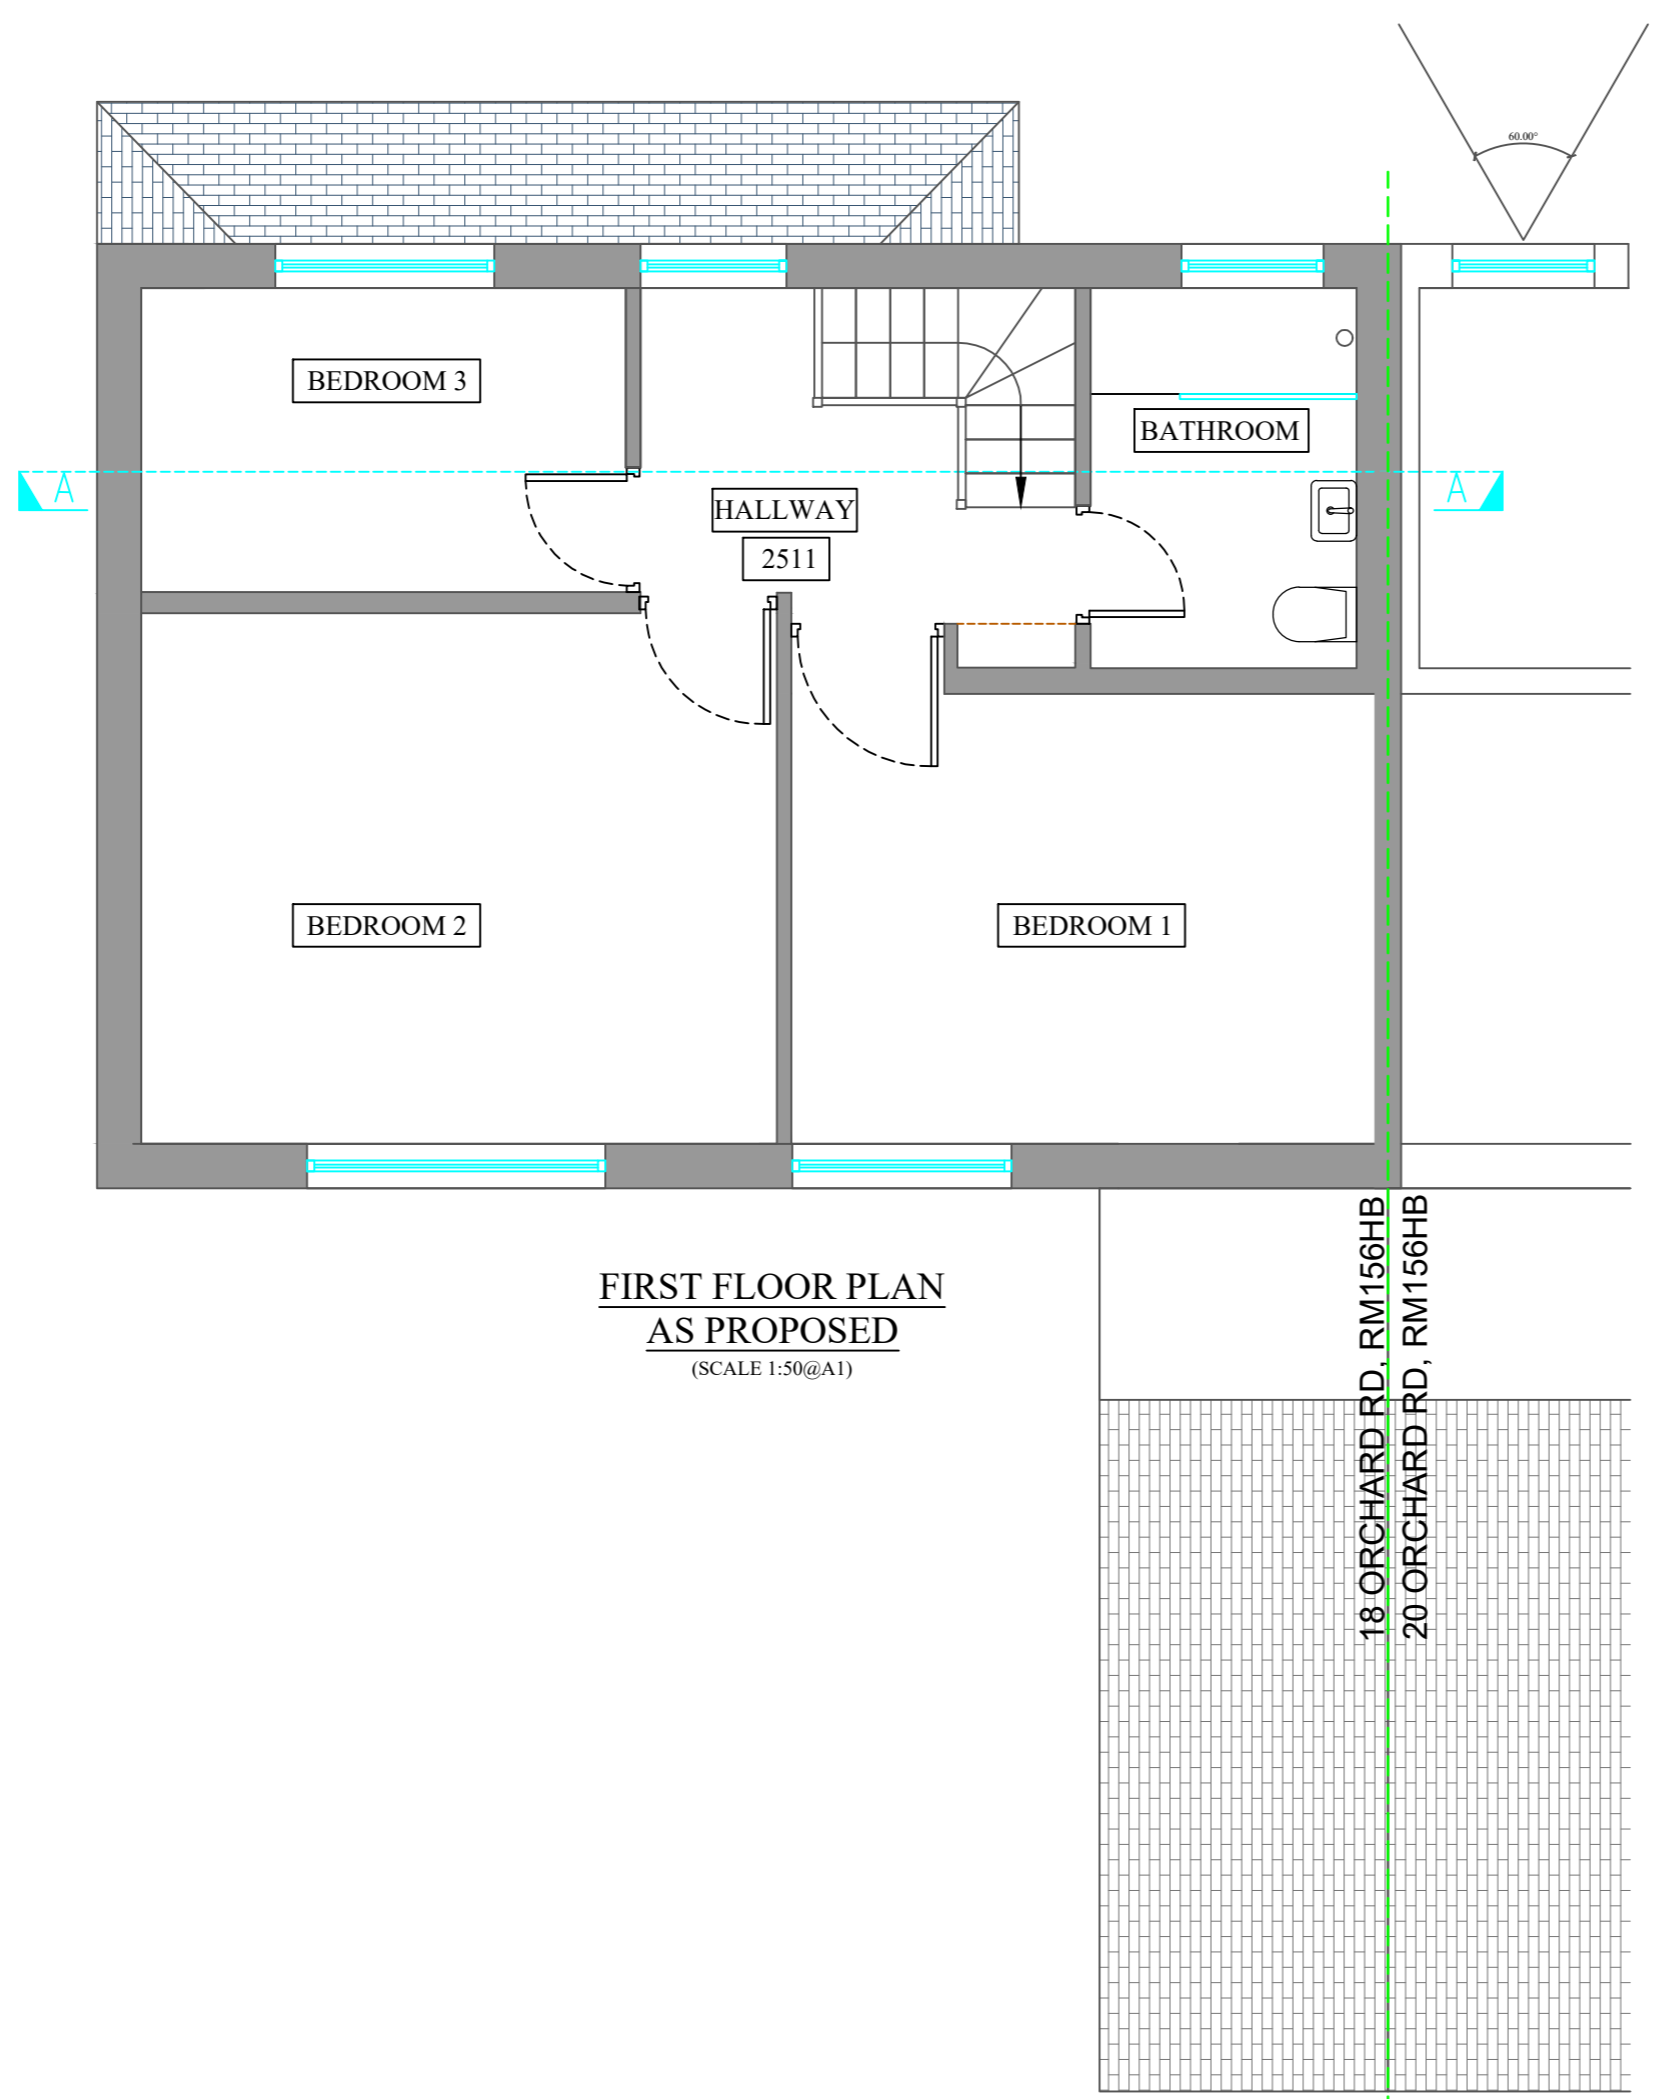 60.00°
BEDROOM 3
BATHROOM
A
HALLWAY
A
2511
BEDROOM 2
BEDROOM 1
FIRST FLOOR PLAN
AS PROPOSED
(SCALE 1:50@A1)
18 ORCHARD RD, RM156HB
20 ORCHARD RD, RM156HB